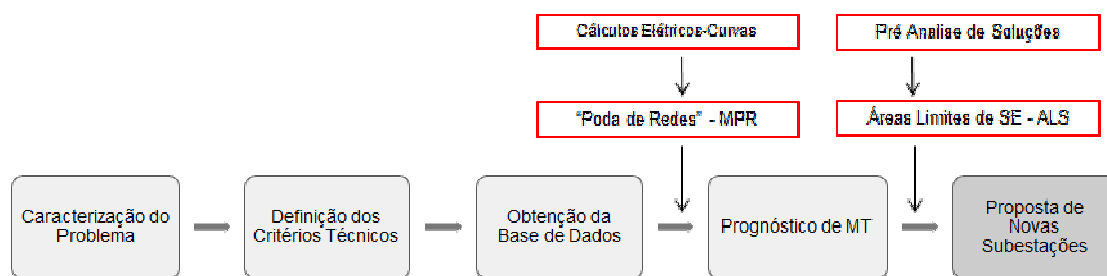 Cálculos Elétricos-Curvas
Pré Analise de Soluções
"Poda de Redes" - MPR
Áreas Limites de SE - ALS
Caracterização do
Problema
Definição dos
Critérios Técnicos
Obtenção da
Base de Dados
Prognóstico de MT
Proposta de
Novas
Subestações